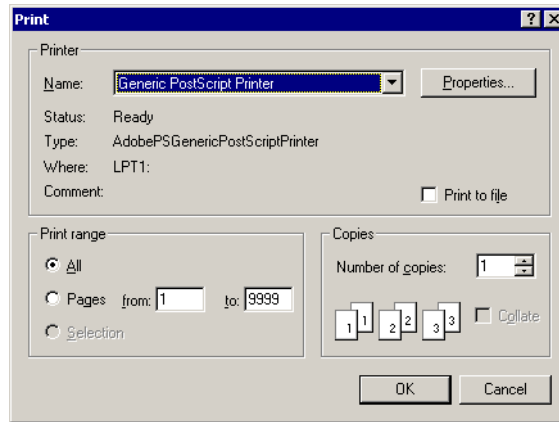 Print
Printer
Name: Generic PostScript Printer Properties...
Status: Ready
Type: AdobePSGenericPostScriptPrinter
Where: LPT1:
Comment: Print to file
Print range
All
Pages from: 1 to: 9999
Selection
Copies
Number of copies: 1
1 1 2 2 3 3 Collate
OK Cancel